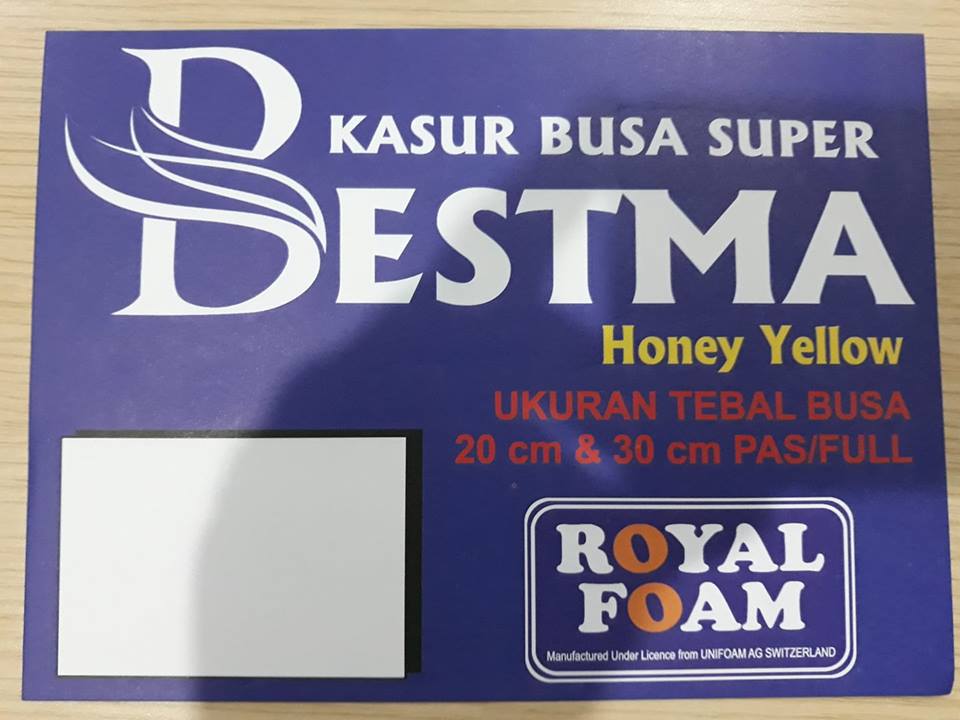 KASUR BUSA SUPER
BESTMA
Honey Yellow
UKURAN TEBAL BUSA
20 cm & 30 cm PAS/FULL
ROYAL
FOAM
Manufactured Under Licence from UNIFOAM AG SWITZERLAND